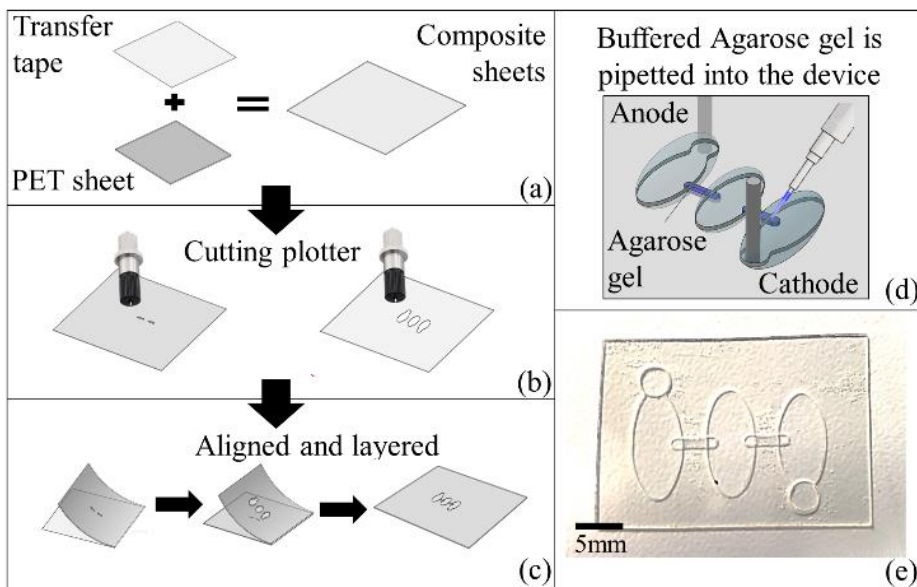 Transfer
tape
Composite
sheets
PET sheet
(a)
Cutting plotter
(b)
Aligned and layered
(c)
Buffered Agarose gel is
pipetted into the device
Anode
Agarose
gel
Cathode
(d)
5mm
(e)